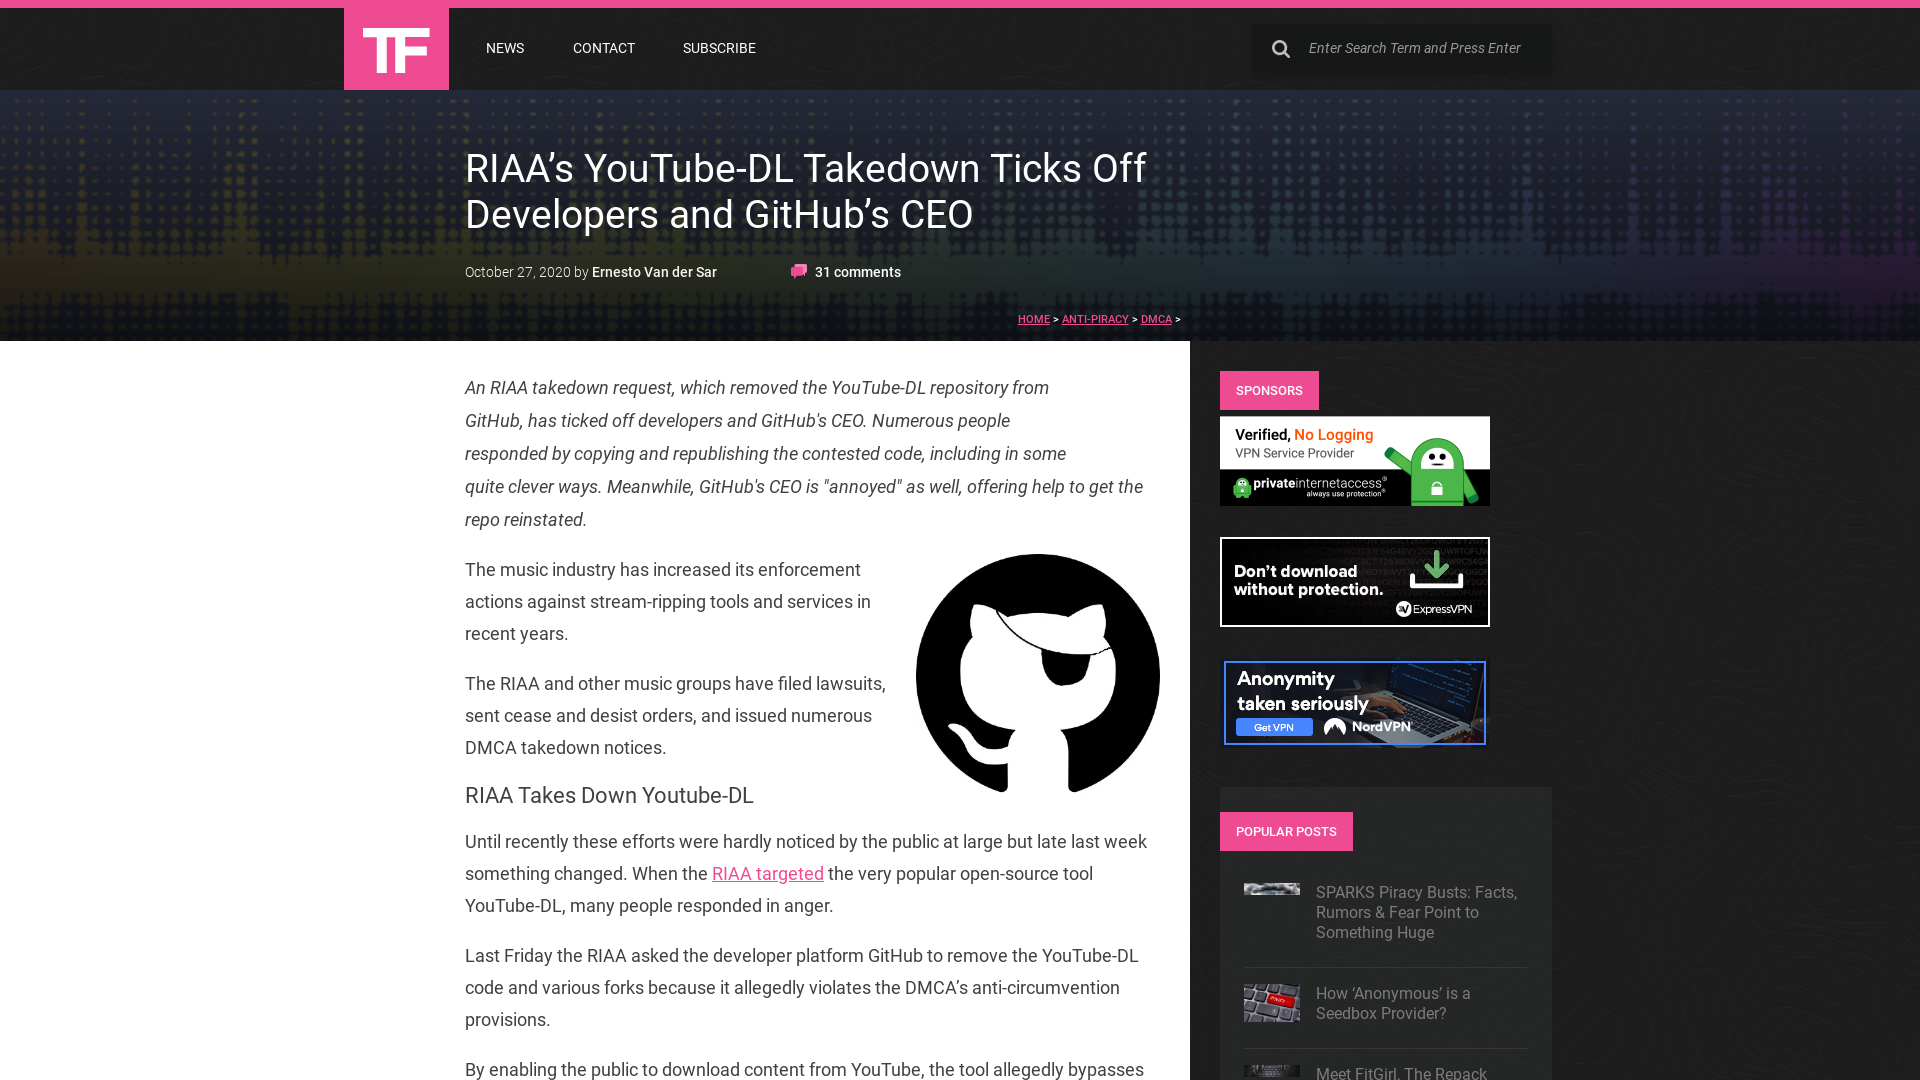 TF
NEWS
CONTACT
SUBSCRIBE
Enter Search Term and Press Enter
RIAA’s YouTube-DL Takedown Ticks Off
Developers and GitHub’s CEO
October 27, 2020 by Ernesto Van der Sar
31 comments
HOME > ANTI-PIRACY > DMCA >
An RIAA takedown request, which removed the YouTube-DL repository from
GitHub, has ticked off developers and GitHub's CEO. Numerous people
responded by copying and republishing the contested code, including in some
quite clever ways. Meanwhile, GitHub's CEO is "annoyed" as well, offering help to get the
repo reinstated.
The music industry has increased its enforcement
actions against stream-ripping tools and services in
recent years.
The RIAA and other music groups have filed lawsuits,
sent cease and desist orders, and issued numerous
DMCA takedown notices.
RIAA Takes Down Youtube-DL
Until recently these efforts were hardly noticed by the public at large but late last week
something changed. When the RIAA targeted the very popular open-source tool
YouTube-DL, many people responded in anger.
Last Friday the RIAA asked the developer platform GitHub to remove the YouTube-DL
code and various forks because it allegedly violates the DMCA’s anti-circumvention
provisions.
By enabling the public to download content from YouTube, the tool allegedly bypasses
SPONSORS
Verified, No Logging
VPN Service Provider
privateinternetaccess®
always use protection®
Don’t download
without protection.
ExpressVPN
Anonymity
taken seriously
Get VPN
NordVPN
POPULAR POSTS
SPARKS Piracy Busts: Facts,
Rumors & Fear Point to
Something Huge
How ‘Anonymous’ is a
Seedbox Provider?
Meet FitGirl, The Repack